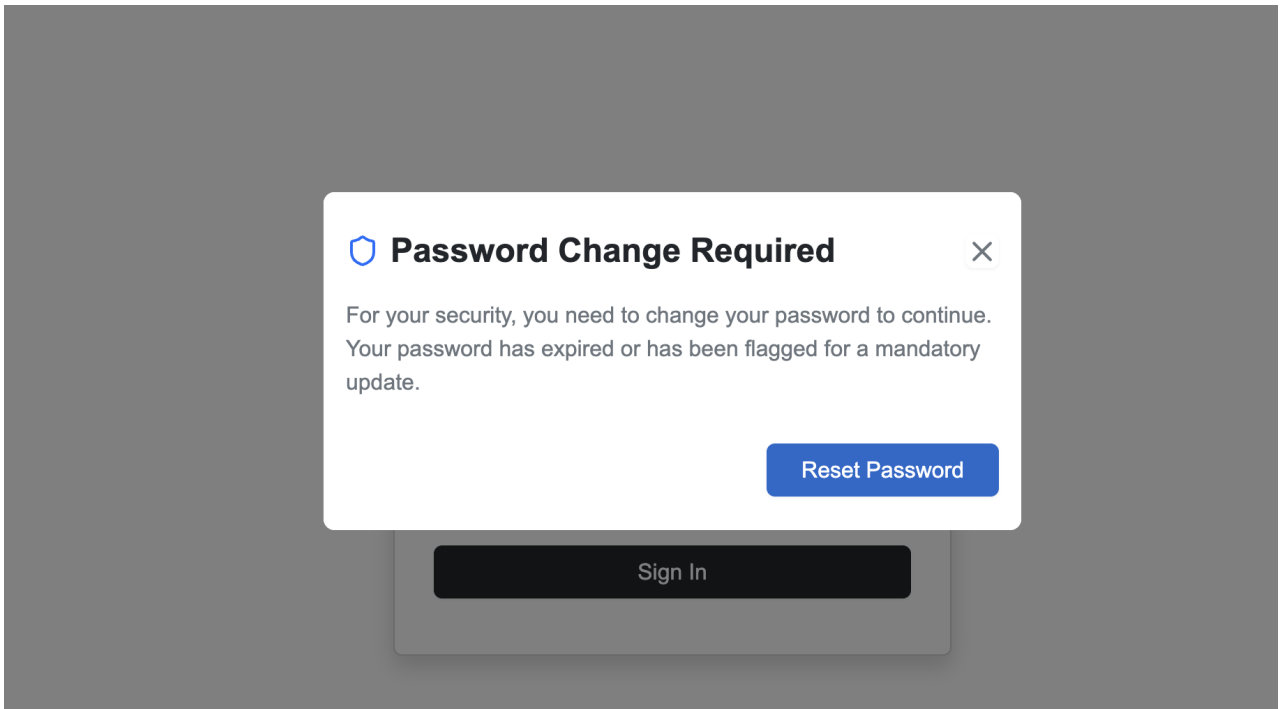 Password Change Required
For your security, you need to change your password to continue.
Your password has expired or has been flagged for a mandatory
update.
Reset Password
Sign In